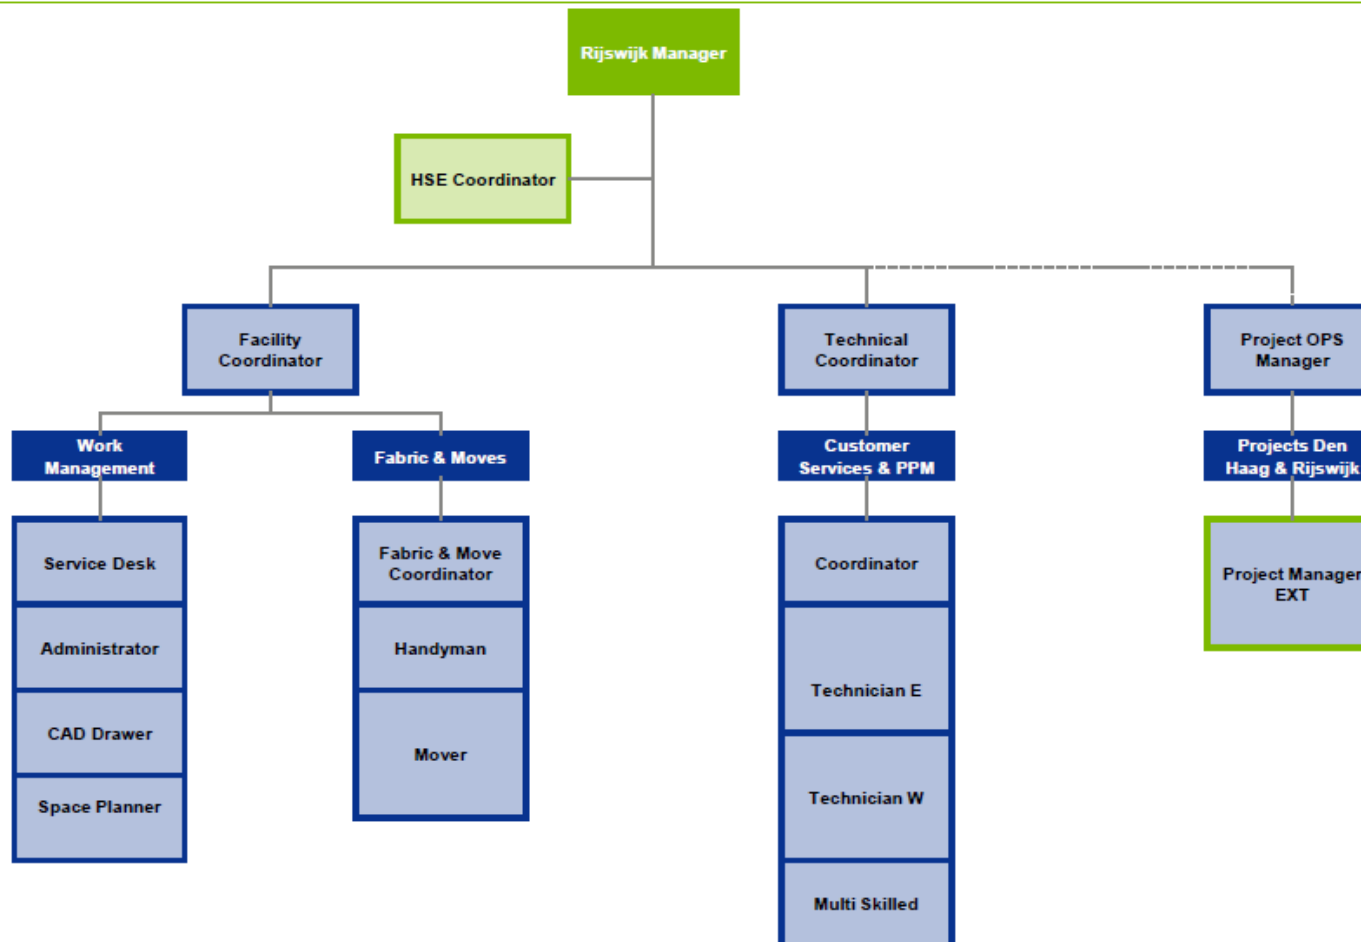 Rijswijk Manager
HSE Coordinator
Facility
Coordinator
Technical
Coordinator
Project OPS
Manager
Work
Management
Fabric & Moves
Customer
Services & PPM
Projects Den
Haag & Rijswijk
Service Desk
Administrator
CAD Drawer
Space Planner
Fabric & Move
Coordinator
Handyman
Mover
Coordinator
Technician E
Technician W
Multi Skilled
Project Manager
EXT